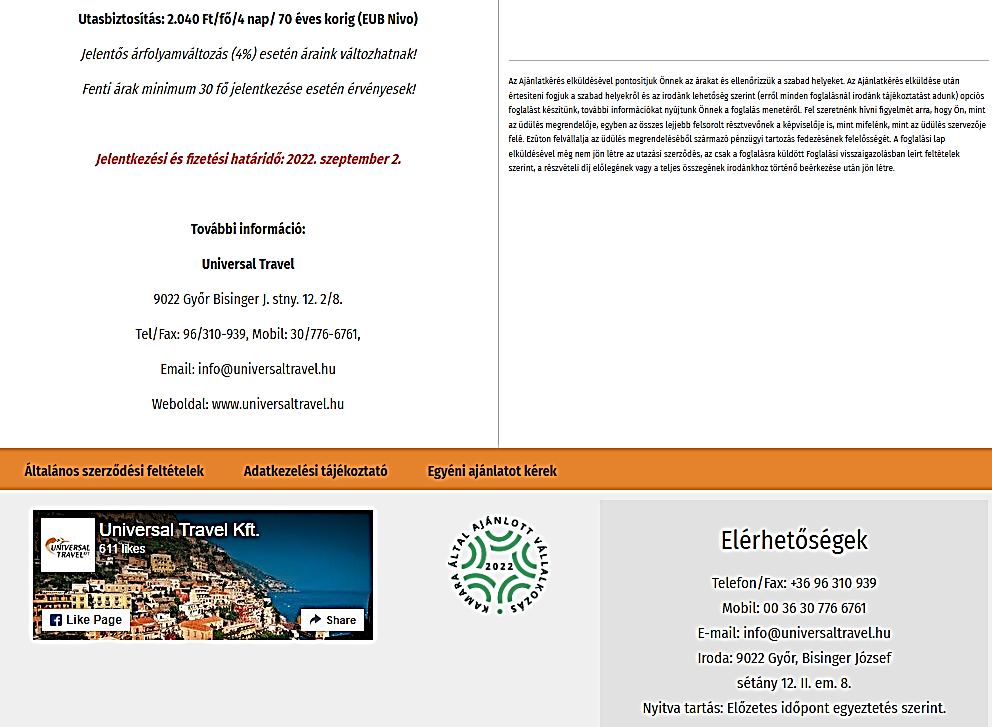 Utasbiztosítás: 2.040 Ft/fő/4 nap/ 70 éves korig (EUB Nivo)
Jelentős árfolyamváltozás (4%) esetén áraink változhatnak!
Fenti árak minimum 30 fő jelentkezése esetén érvényesek!
Jelentkezési és fizetési határidő: 2022. szeptember 2.
További információ:
Universal Travel
9022 Győr Bisinger J. stny. 12. 2/8.
Tel/Fax: 96/310-939, Mobil: 30/776-6761,
Email: info@universaltravel.hu
Weboldal: www.universaltravel.hu
Az Ajánlatkérés elküldésével pontosítjuk Önnek az árakat és ellenőrizzük a szabad helyeket. Az Ajánlatkérés elküldése után
értesíteni fogjuk a szabad helyekről és az irodánk lehetőség szerint (erről minden foglalásnál irodánk tájékoztatást adunk) opciós
foglalást készítünk, további információkat nyújtunk Önnek a foglalás menetéről. Fel szeretnénk hívni figyelmét arra, hogy Ön, mint
az üdülés megrendelője, egyben az összes lejjebb felsorolt résztvevőnek a képviselője is, mint mifelénk, mint az üdülés szervezője
felé. Ezúton felvállalja az üdülés megrendeléséből származó pénzügyi tartozás fedezésének felelősségét. A foglalási lap
elküldésével még nem jön létre az utazási szerződés, az csak a foglalásra küldött Foglalási visszaigazolásban leírt feltételek
szerint, a részvételi díj előlegének vagy a teljes összegének irodánkhoz történő beérkezése után jön létre.
Általános szerződési feltételek
Adatkezelési tájékoztató
Egyéni ajánlatot kérek
UNIVERSAL
TRAVEL
Universal Travel Kft.
611 likes
Like Page
Share
KAMARA ÁLTAL AJÁNLOTT VÁLLALKOZÁS
2022
Elérhetőségek
Telefon/Fax: +36 96 310 939
Mobil: 00 36 30 776 6761
E-mail: info@universaltravel.hu
Iroda: 9022 Győr, Bisinger József
sétány 12. II. em. 8.
Nyitva tartás: Előzetes időpont egyeztetés szerint.